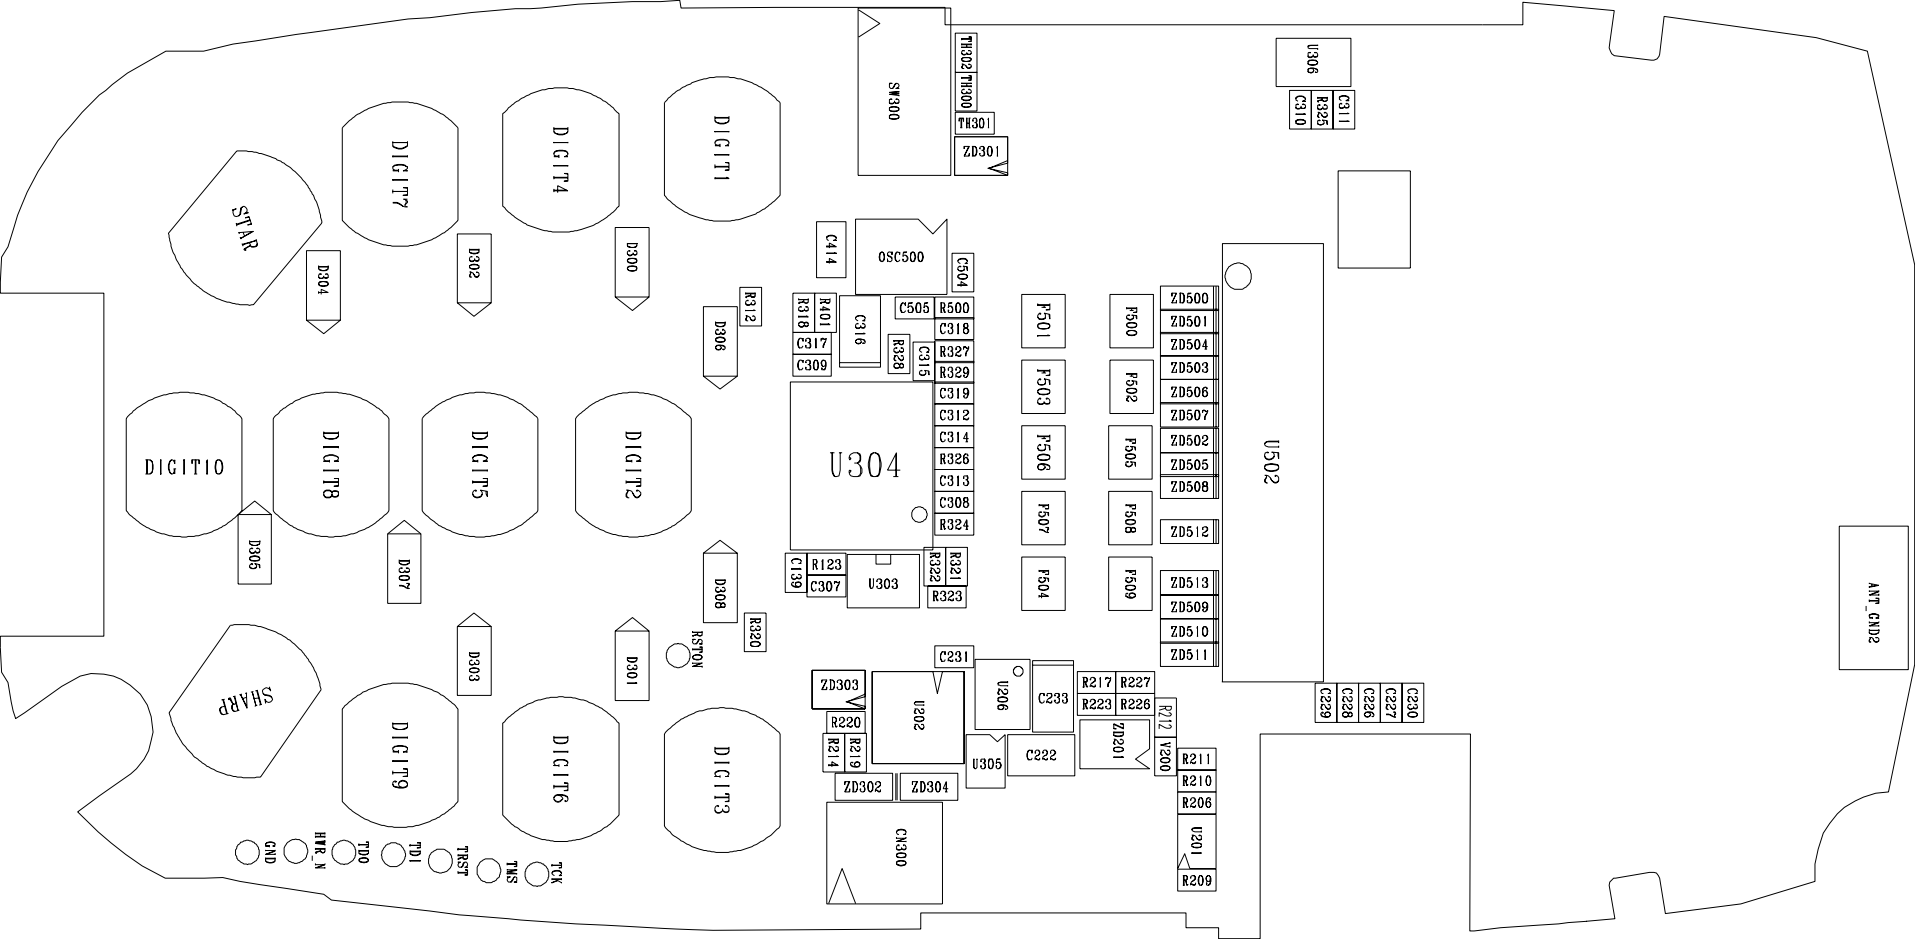 TH302
TH300
TH301
ZD301
SW300
U306
C310
R325
C311
DIGIT1
DIGIT4
DIGIT7
STAR
D304
D302
D300
D306
R312
C414
OSC500
C504
R318
R401
C316
C505
R500
C318
C317
C309
R328
C315
R327
R329
C319
C312
C314
R326
C313
C308
R324
U304
F501
F503
F506
F507
F504
F500
F502
F505
F508
F509
ZD500
ZD501
ZD504
ZD503
ZD506
ZD507
ZD502
ZD505
ZD508
ZD512
ZD513
ZD509
ZD510
ZD511
U502
DIGIT10
DIGIT8
DIGIT5
DIGIT2
D305
D307
D308
D303
D301
R320
RSTON
C139
R123
C307
U303
R322
R321
R323
ANT_GND2
C231
ZD303
R220
R214
R219
U202
U206
C233
R217
R227
R223
R226
R212
V200
ZD201
U305
C222
ZD302
ZD304
CN300
R211
R210
R206
U201
R209
C229
C228
C226
C227
C230
SHARP
DIGIT9
DIGIT6
DIGIT3
GND
HWR_N
TDO
TDI
TRST
TMS
TCK